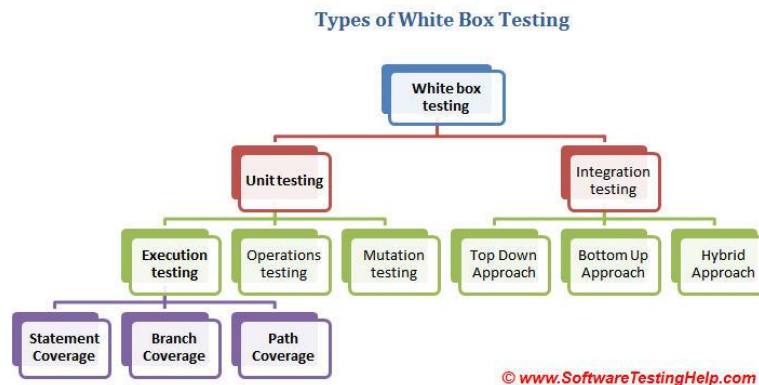 Types of White Box Testing
White box
testing
Unit testing
Integration
testing
Execution
testing
Operations
testing
Mutation
testing
Top Down
Approach
Bottom Up
Approach
Hybrid
Approach
Statement
Coverage
Branch
Coverage
Path
Coverage
© www.SoftwareTestingHelp.com